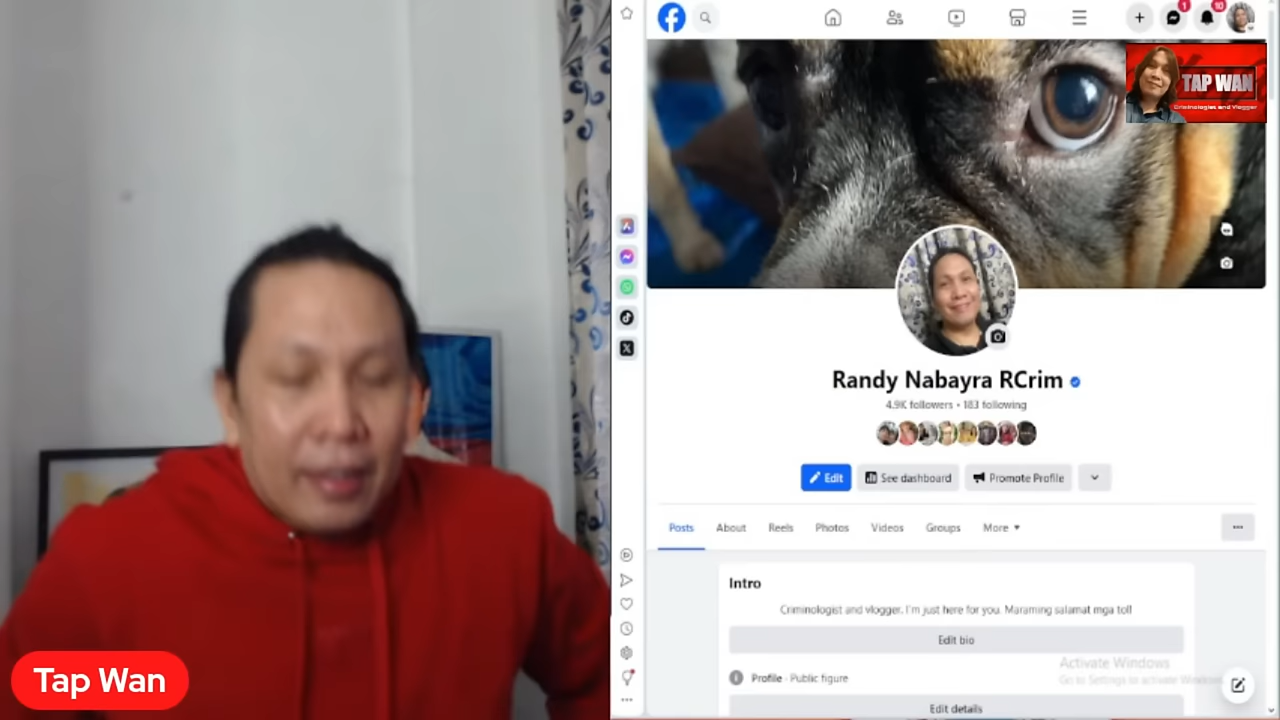 1
10
TAP WAN
Criminologist and Vlogger
Randy Nabayra RCrim
4.9K followers • 183 following
Edit
See dashboard
Promote Profile
Posts
About
Reels
Photos
Videos
Groups
More
Intro
Criminologist and vlogger. I'm just here for you. Maraming salamat mga tol!
Edit bio
Profile · Public figure
Activate Windows
Go to Settings to activate Windows.
Edit details
Tap Wan